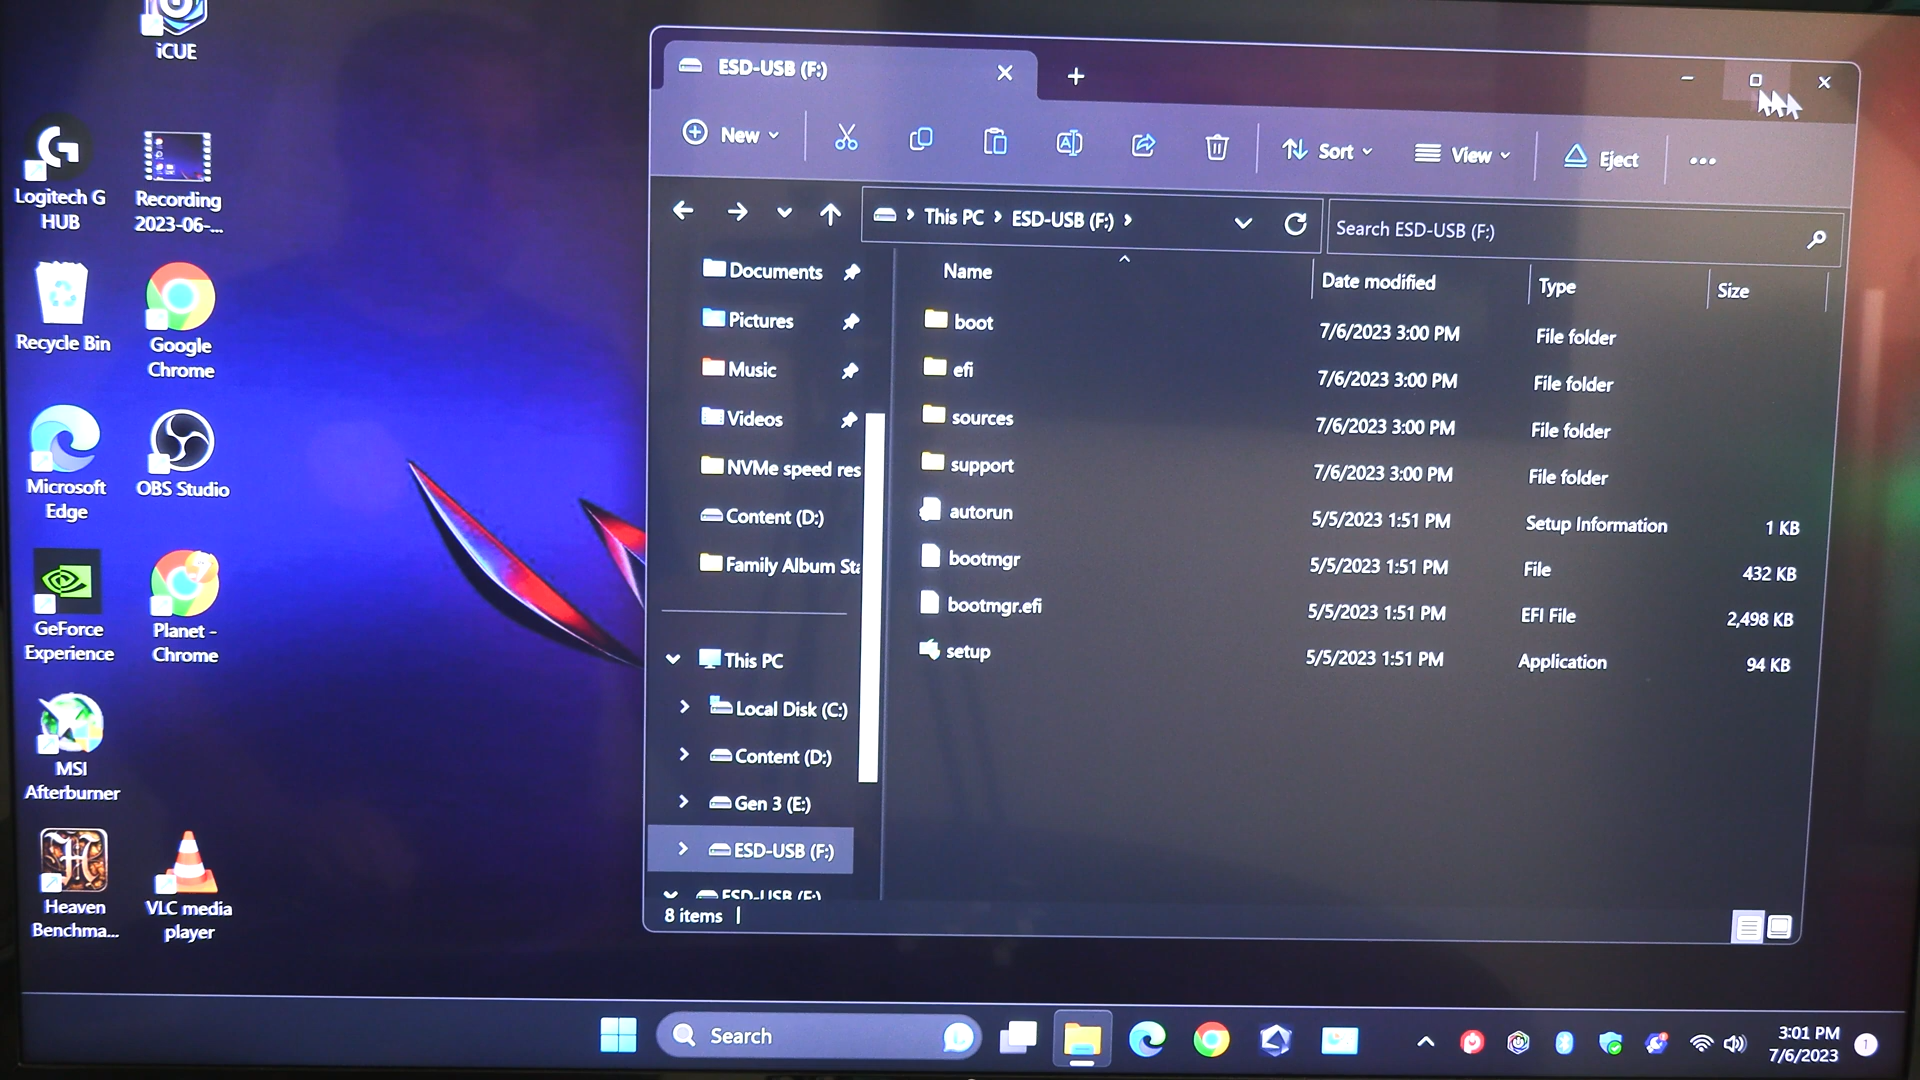 iCUE
Logitech G
HUB
Recording
2023-06-...
Recycle Bin
Google
Chrome
Microsoft
Edge
OBS Studio
GeForce
Experience
Planet -
Chrome
MSI
Afterburner
Heaven
Benchma...
VLC media
player
ESD-USB (F:)
New
Sort
View
Eject
This PC > ESD-USB (F:) >
Search ESD-USB (F:)
Documents
Pictures
Music
Videos
NVMe speed res
Content (D:)
Family Album Sta
This PC
Local Disk (C:)
Content (D:)
Gen 3 (E:)
ESD-USB (F:)
ESD-USB (F:)
Name Date modified Type Size
boot 7/6/2023 3:00 PM File folder
efi 7/6/2023 3:00 PM File folder
sources 7/6/2023 3:00 PM File folder
support 7/6/2023 3:00 PM File folder
autorun 5/5/2023 1:51 PM Setup Information 1 KB
bootmgr 5/5/2023 1:51 PM File 432 KB
bootmgr.efi 5/5/2023 1:51 PM EFI File 2,498 KB
setup 5/5/2023 1:51 PM Application 94 KB
8 items
Search
3:01 PM
7/6/2023
1